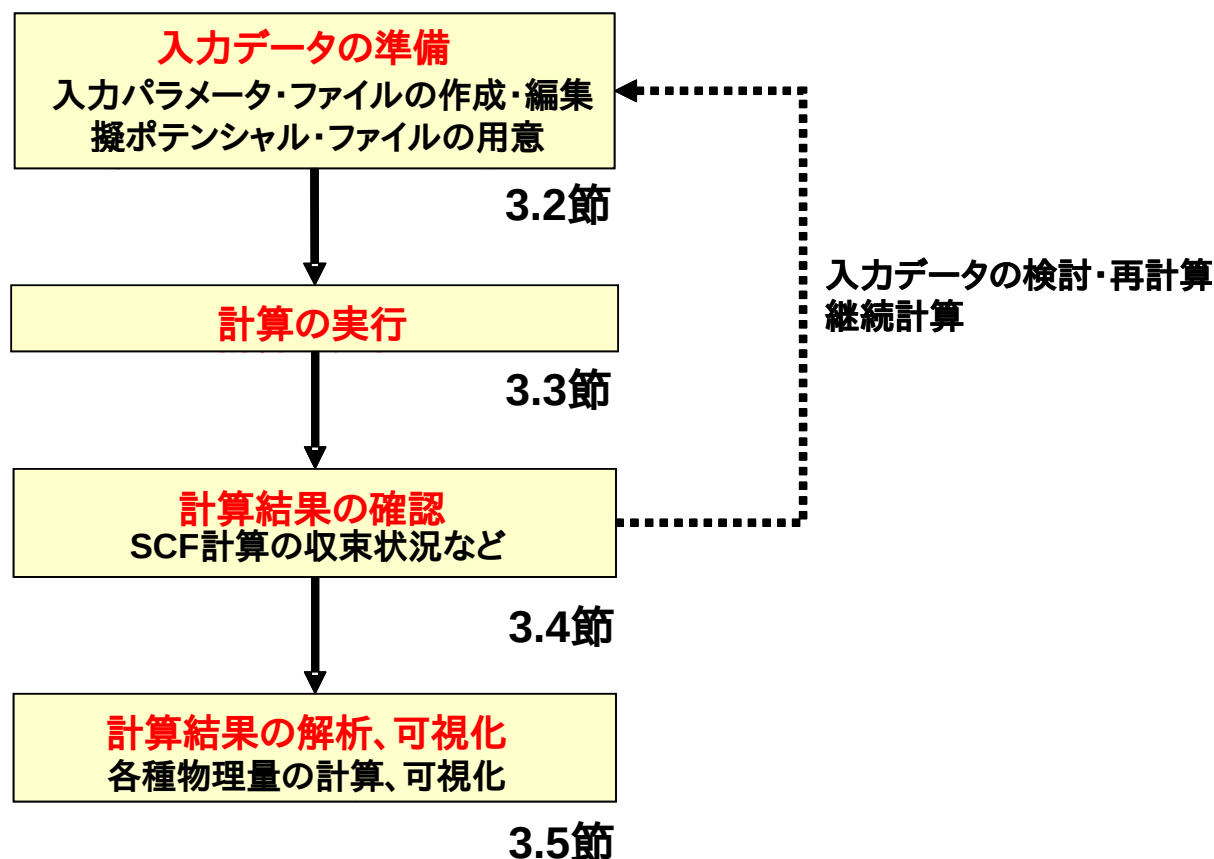 入力データの準備
入力パラメータ・ファイルの作成・編集
擬ポテンシャル・ファイルの用意
3.2節
入力データの検討・再計算
継続計算
計算の実行
3.3節
計算結果の確認
SCF計算の収束状況など
3.4節
計算結果の解析、可視化
各種物理量の計算、可視化
3.5節